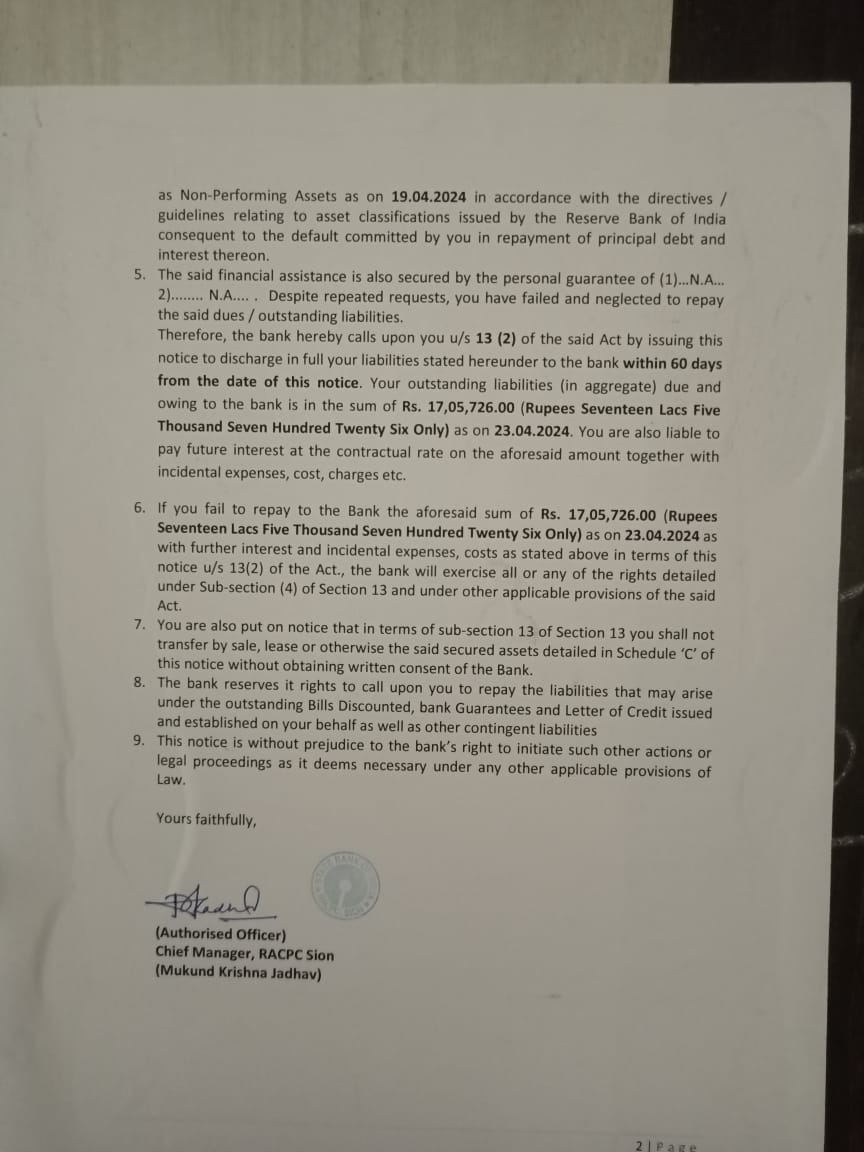 as Non-Performing Assets as on 19.04.2024 in accordance with the directives /
guidelines relating to asset classifications issued by the Reserve Bank of India
consequent to the default committed by you in repayment of principal debt and
interest thereon.
5. The said financial assistance is also secured by the personal guarantee of (1)...N.A...
2)........ N.A.... . Despite repeated requests, you have failed and neglected to repay
the said dues / outstanding liabilities.
Therefore, the bank hereby calls upon you u/s 13 (2) of the said Act by issuing this
notice to discharge in full your liabilities stated hereunder to the bank within 60 days
from the date of this notice. Your outstanding liabilities (in aggregate) due and
owing to the bank is in the sum of Rs. 17,05,726.00 (Rupees Seventeen Lacs Five
Thousand Seven Hundred Twenty Six Only) as on 23.04.2024. You are also liable to
pay future interest at the contractual rate on the aforesaid amount together with
incidental expenses, cost, charges etc.
6. If you fail to repay to the Bank the aforesaid sum of Rs. 17,05,726.00 (Rupees
Seventeen Lacs Five Thousand Seven Hundred Twenty Six Only) as on 23.04.2024 as
with further interest and incidental expenses, costs as stated above in terms of this
notice u/s 13(2) of the Act., the bank will exercise all or any of the rights detailed
under Sub-section (4) of Section 13 and under other applicable provisions of the said
Act.
7. You are also put on notice that in terms of sub-section 13 of Section 13 you shall not
transfer by sale, lease or otherwise the said secured assets detailed in Schedule ‘C’ of
this notice without obtaining written consent of the Bank.
8. The bank reserves it rights to call upon you to repay the liabilities that may arise
under the outstanding Bills Discounted, bank Guarantees and Letter of Credit issued
and established on your behalf as well as other contingent liabilities
9. This notice is without prejudice to the bank’s right to initiate such other actions or
legal proceedings as it deems necessary under any other applicable provisions of
Law.
Yours faithfully,
(Authorised Officer)
Chief Manager, RACPC Sion
(Mukund Krishna Jadhav)
2 | Page